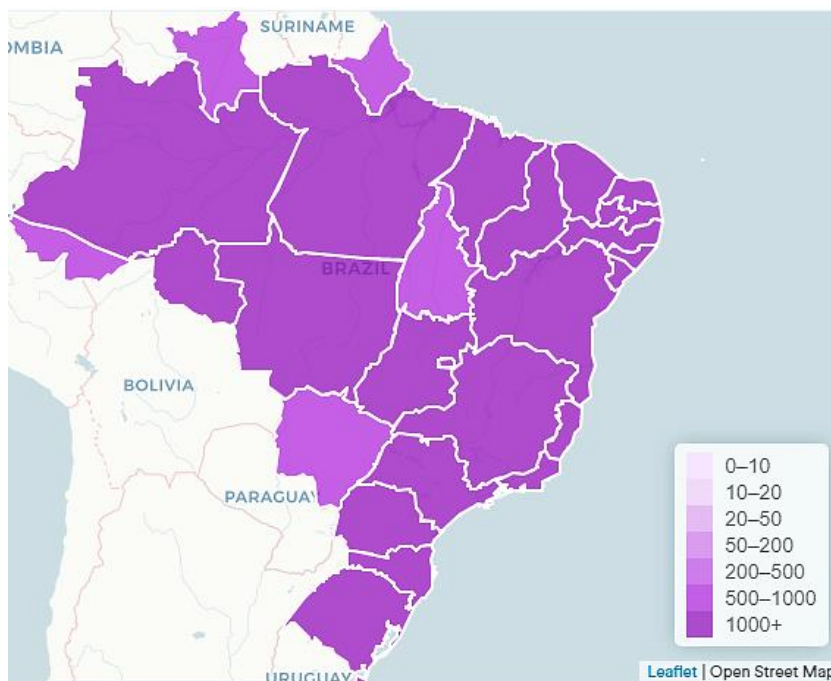 SURINAME
OMBIA
BRAZIL
BOLIVIA
PARAGUAY
URUGUAY
0–10
10–20
20–50
50–200
200–500
500–1000
1000+
Leaflet | Open Street Map